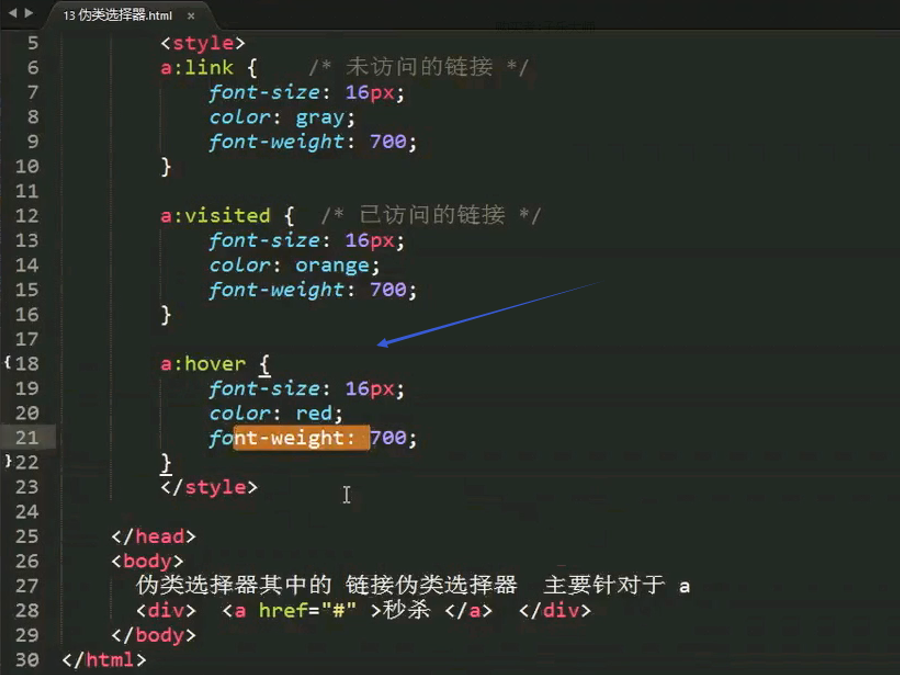 13 伪类选择器.html ×
5 <style>
6 a:link { /* 未访问的链接 */
7 font-size: 16px;
8 color: gray;
9 font-weight: 700;
10 }
11
12 a:visited { /* 已访问的链接 */
13 font-size: 16px;
14 color: orange;
15 font-weight: 700;
16 }
17
{18 a:hover {
19 font-size: 16px;
20 color: red;
21 font-weight: 700;
}22 }
23 </style>
24
25 </head>
26 <body>
27 伪类选择器其中的 链接伪类选择器 主要针对于 a
28 <div> <a href="#" >秒杀 </a> </div>
29 </body>
30 </html>